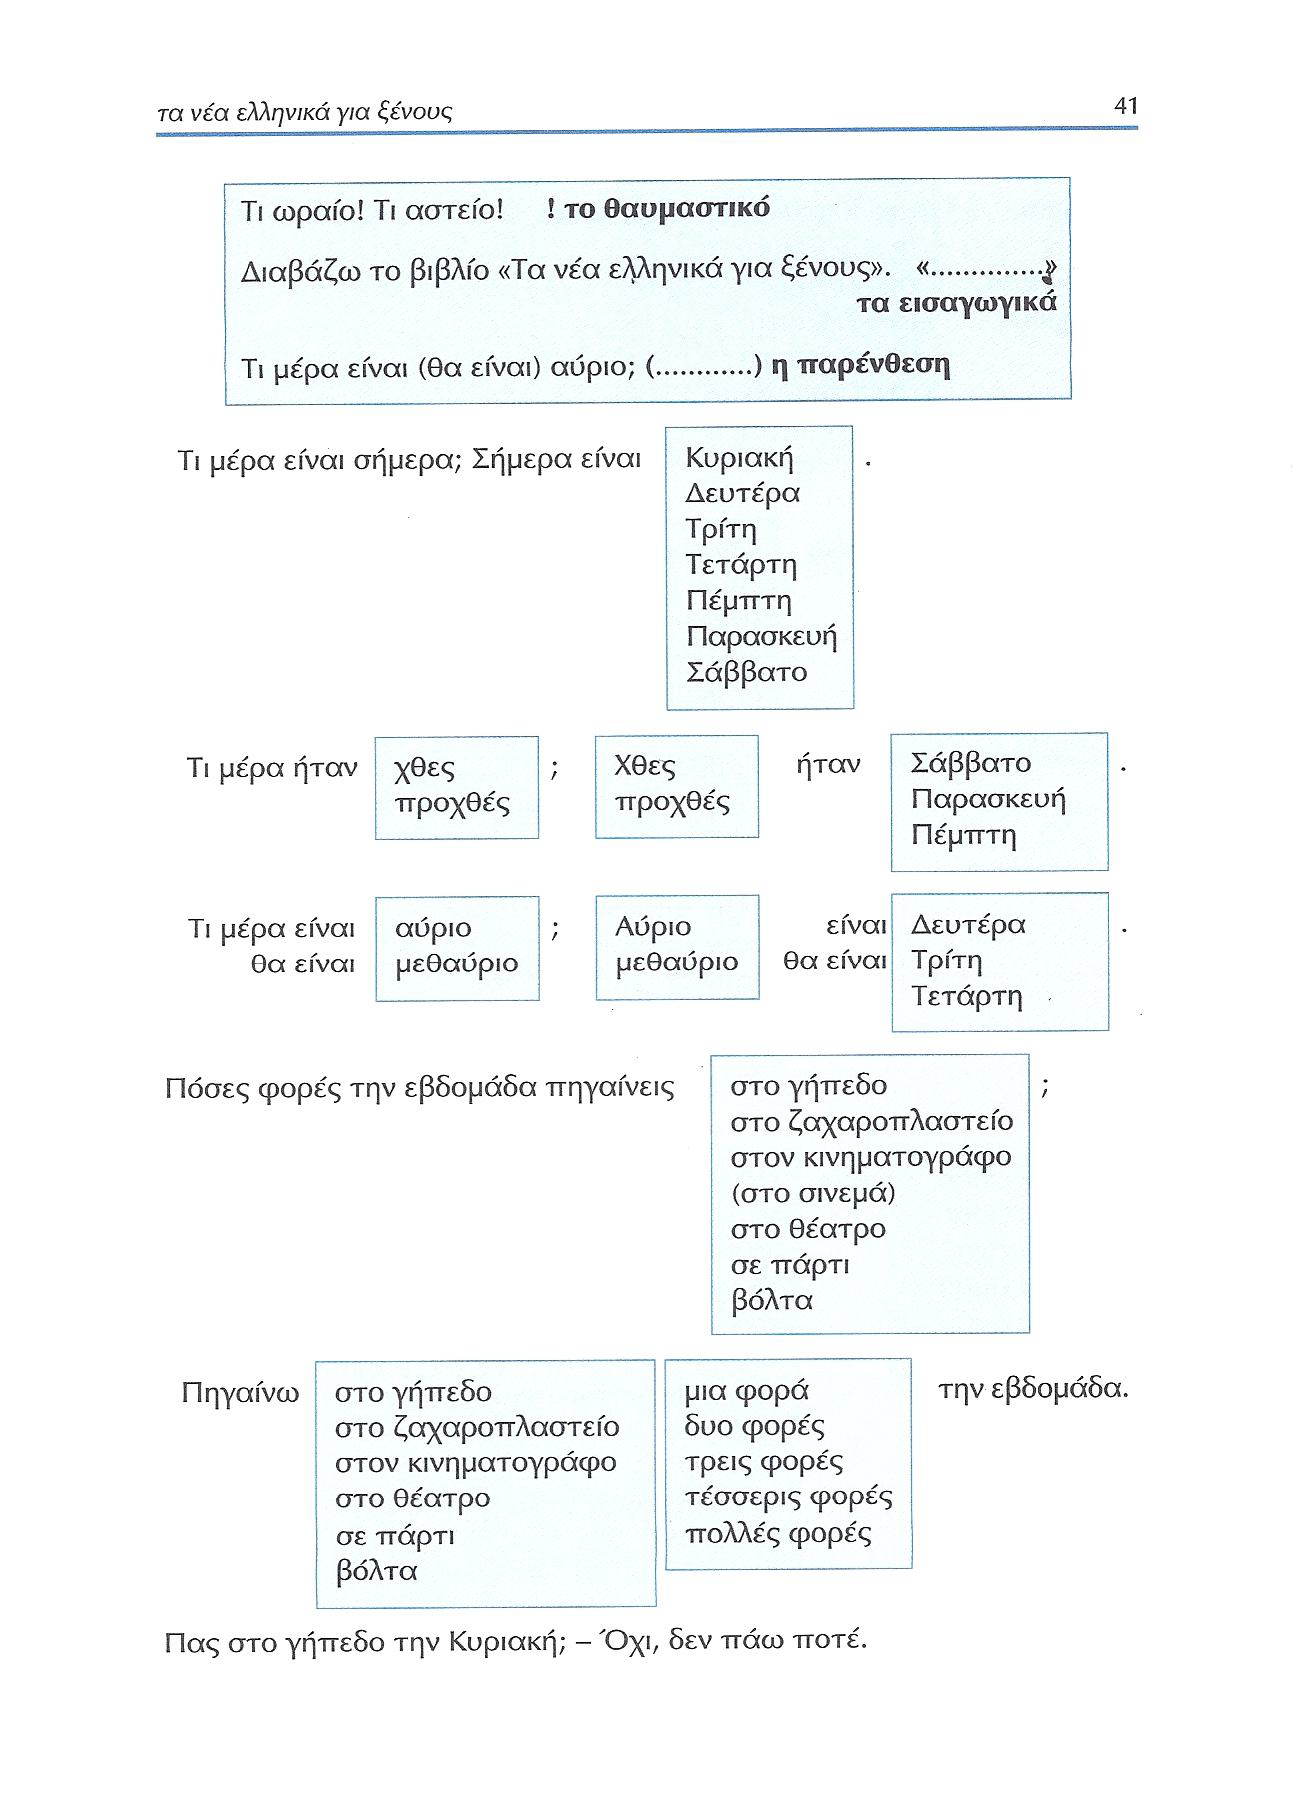 τα νέα ελληνικά για ξένους 41
Τι ωραίο! Τι αστείο! ! το θαυμαστικό
Διαβάζω το βιβλίο «Τα νέα ελληνικά για ξένους». «..............»
τα εισαγωγικά
Τι μέρα είναι (θα είναι) αύριο; (............) η παρένθεση
Τι μέρα είναι σήμερα; Σήμερα είναι Κυριακή .
Δευτέρα
Τρίτη
Τετάρτη
Πέμπτη
Παρασκευή
Σάββατο
Τι μέρα ήταν χθες ; Χθες ήταν Σάββατο .
προχθές προχθές Παρασκευή
Πέμπτη
Τι μέρα είναι αύριο ; Αύριο είναι Δευτέρα .
θα είναι μεθαύριο μεθαύριο θα είναι Τρίτη
Τετάρτη
Πόσες φορές την εβδομάδα πηγαίνεις στο γήπεδο ;
στο ζαχαροπλαστείο
στον κινηματογράφο
(στο σινεμά)
στο θέατρο
σε πάρτι
βόλτα
Πηγαίνω στο γήπεδο μια φορά την εβδομάδα.
στο ζαχαροπλαστείο δυο φορές
στον κινηματογράφο τρεις φορές
στο θέατρο τέσσερις φορές
σε πάρτι πολλές φορές
βόλτα
Πας στο γήπεδο την Κυριακή; – Όχι, δεν πάω ποτέ.